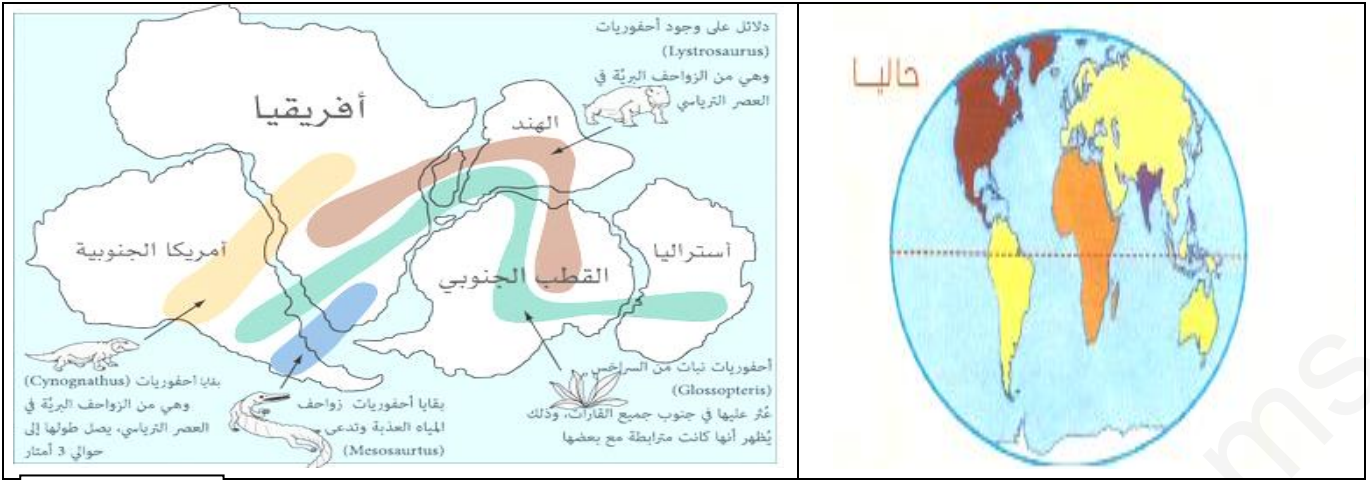 دلائل على وجود أحفوريات
(Lystrosaurus)
وهي من الزواحف البريَّة في
العصر الترياسي
أفريقيا
الهند
أمريكا الجنوبية
القطب الجنوبي
أستراليا
بقايا أحفوريات (Cynognathus)
وهي من الزواحف البريَّة في
العصر الترياسي، يصل طولها إلى
حوالي 3 أمتار
بقايا أحفوريات زواحف
المياه العذبة وتدعى
(Mesosaurtus)
أحفوريات نبات من السراخس
(Glossopteris)
عُثر عليها في جنوب جميع القارات، وذلك
يُظهر أنها كانت مترابطة مع بعضها
حاليا
ms